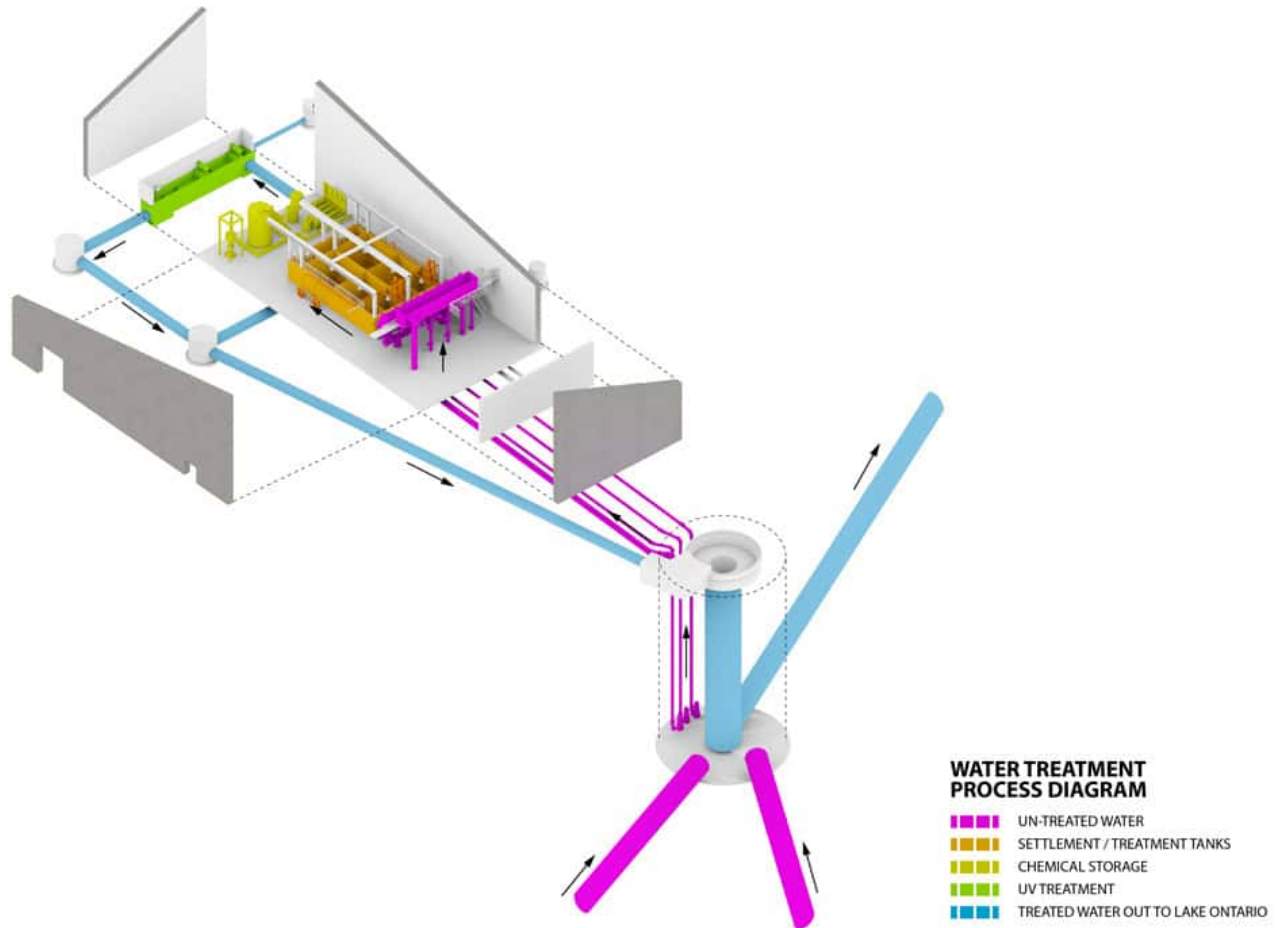 WATER TREATMENT
PROCESS DIAGRAM
UN-TREATED WATER
SETTLEMENT / TREATMENT TANKS
CHEMICAL STORAGE
UV TREATMENT
TREATED WATER OUT TO LAKE ONTARIO